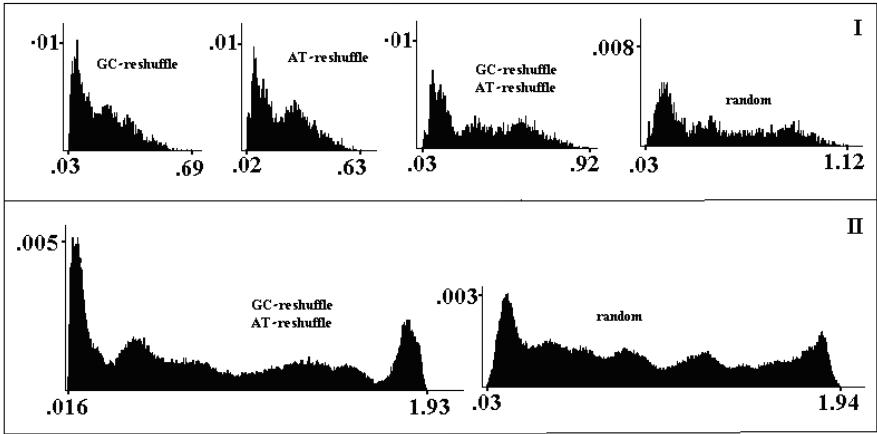 I
.01
GC-reshuffle
.03
.69
.01
AT-reshuffle
.02
.63
.01
GC-reshuffle
AT-reshuffle
.03
.92
.008
random
.03
1.12
II
.005
GC-reshuffle
AT-reshuffle
.016
1.93
.003
random
.03
1.94